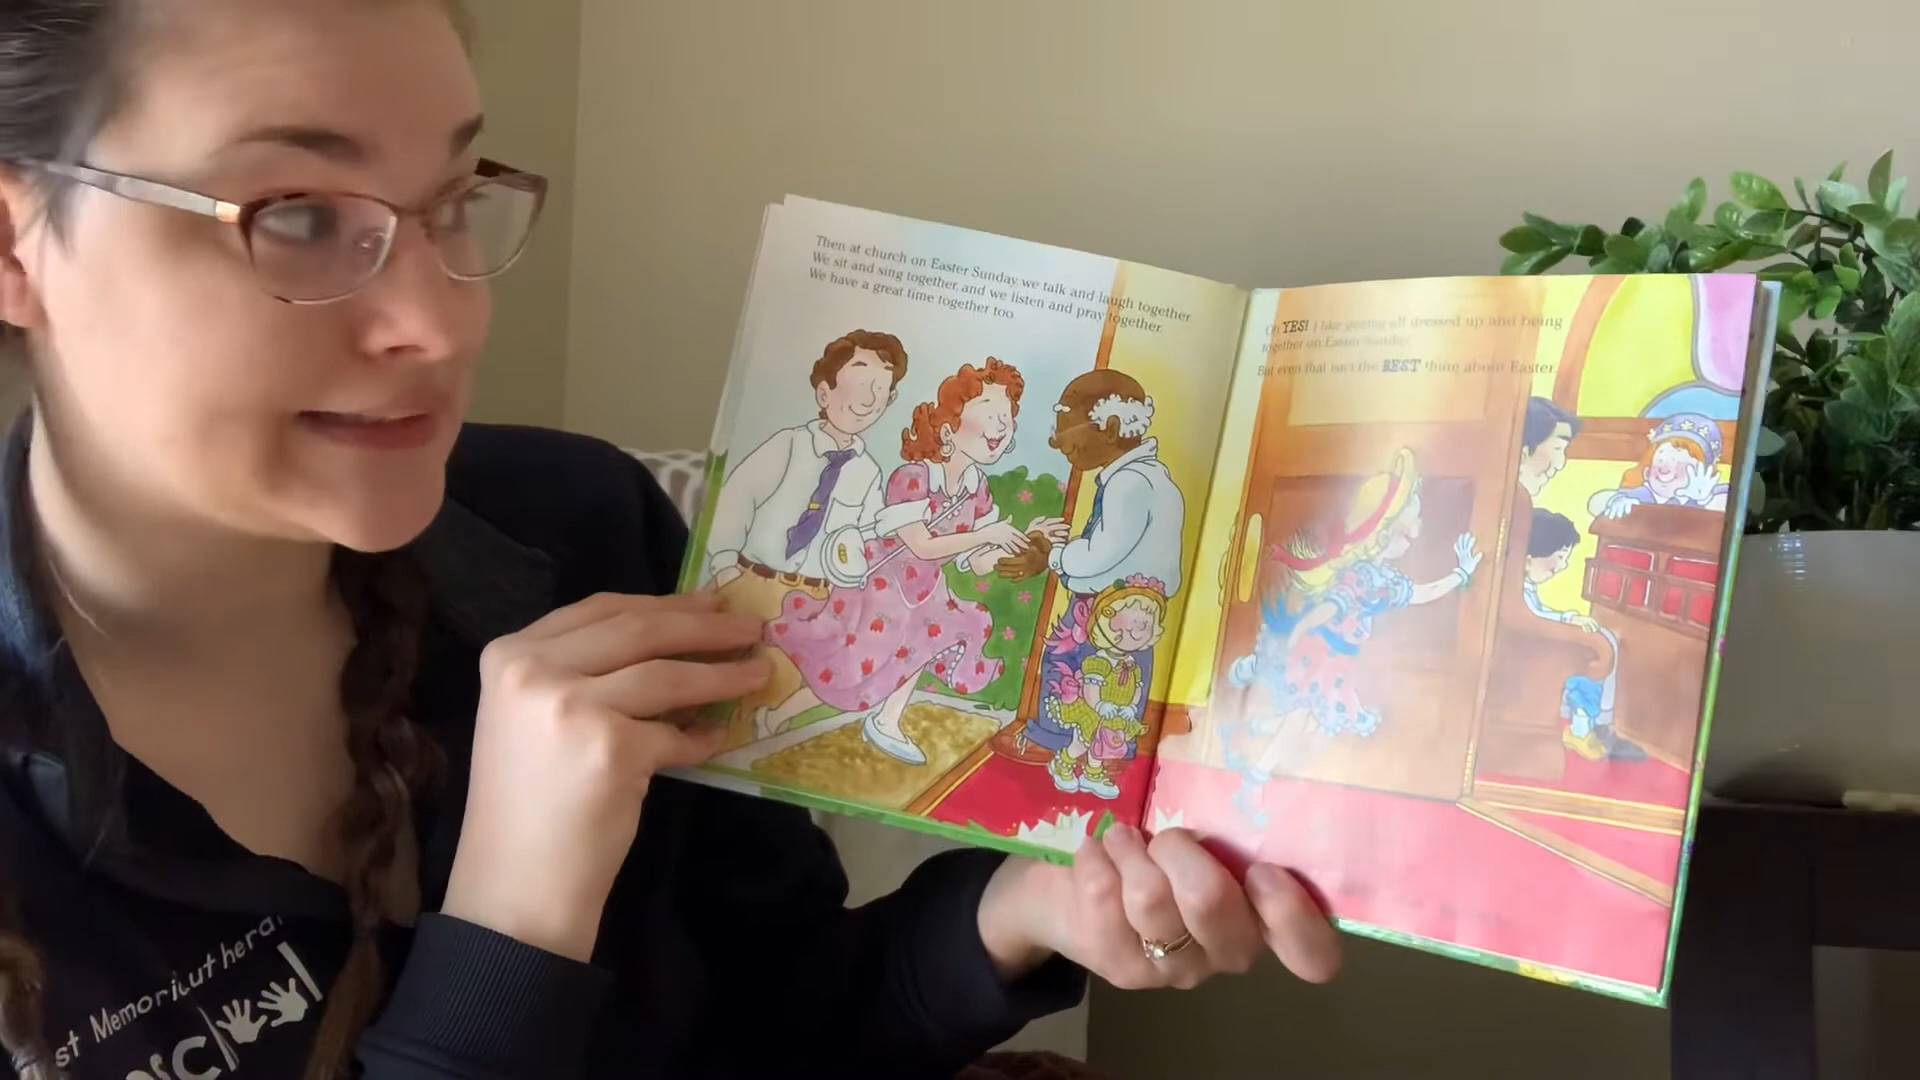 Then at church on Easter Sunday, we talk and laugh together.
We sit and sing together, and we listen and pray together.
We have a great time together too.
Oh YES! I like getting all dressed up and being
together on Easter Sunday.
But even that isn't the BEST thing about Easter.
st Memorial Lutheran